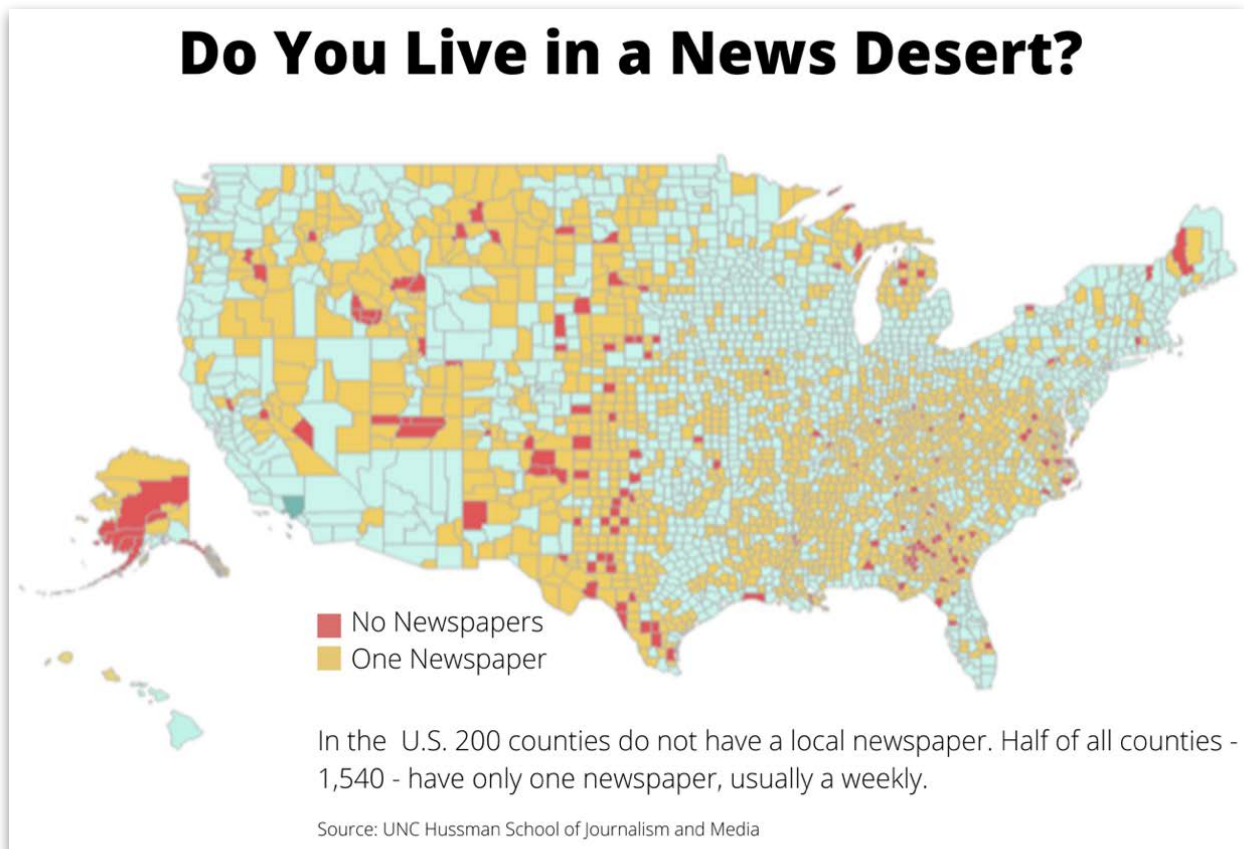 Do You Live in a News Desert?
No Newspapers
One Newspaper
In the U.S. 200 counties do not have a local newspaper. Half of all counties -
1,540 - have only one newspaper, usually a weekly.
Source: UNC Hussman School of Journalism and Media